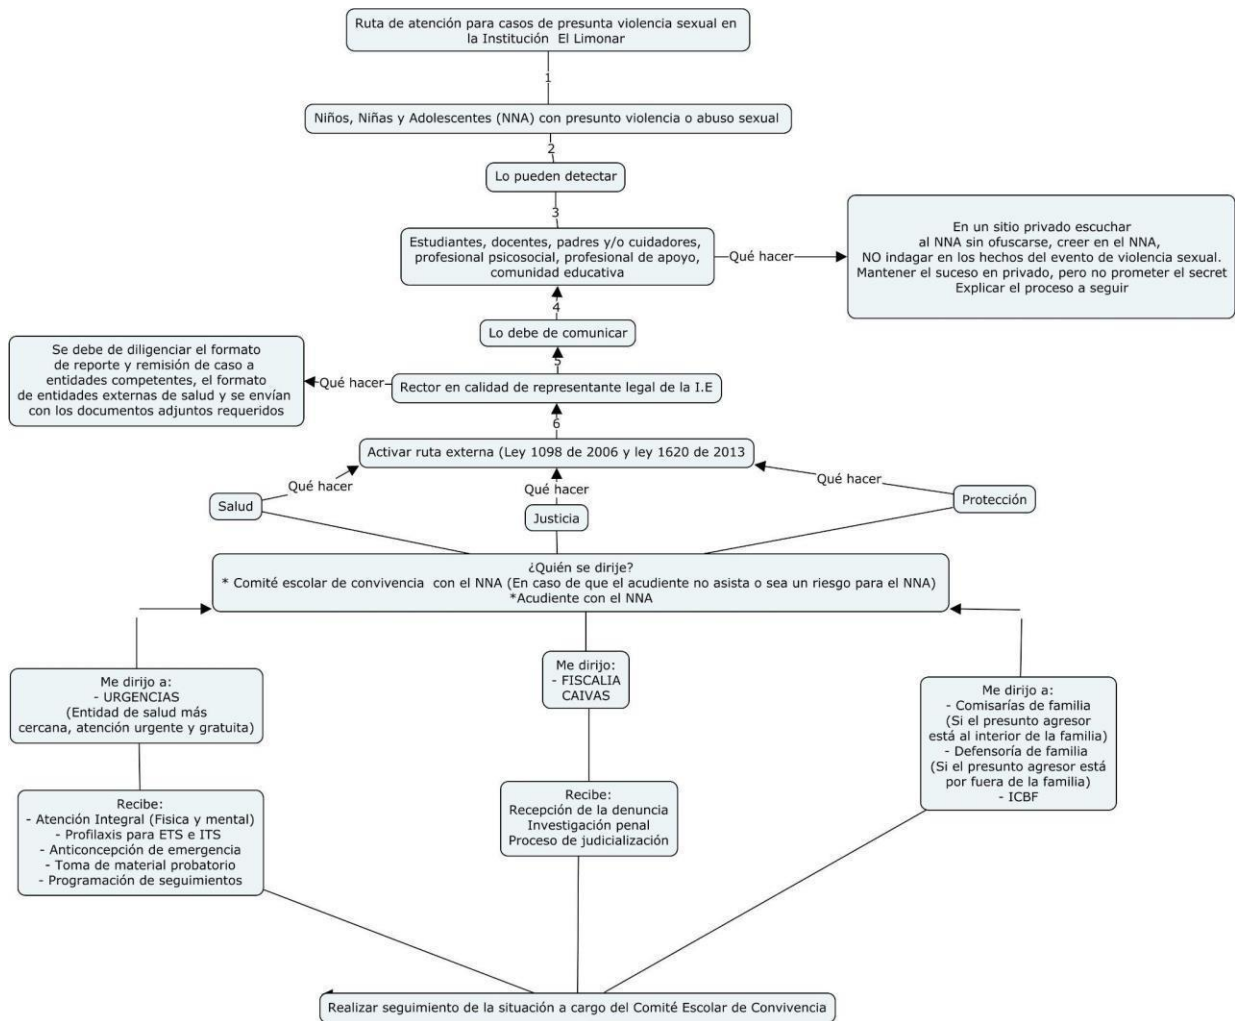 Ruta de atención para casos de presunta violencia sexual en
la Institución El Limonar
1
Niños, Niñas y Adolescentes (NNA) con presunto violencia o abuso sexual
2
Lo pueden detectar
3
Estudiantes, docentes, padres y/o cuidadores,
profesional psicosocial, profesional de apoyo,
comunidad educativa
Qué hacer
En un sitio privado escuchar
al NNA sin ofuscarse, creer en el NNA,
NO indagar en los hechos del evento de violencia sexual.
Mantener el suceso en privado, pero no prometer el secret
Explicar el proceso a seguir
4
Lo debe de comunicar
5
Rector en calidad de representante legal de la I.E
Qué hacer
Se debe de diligenciar el formato
de reporte y remisión de caso a
entidades competentes, el formato
de entidades externas de salud y se envían
con los documentos adjuntos requeridos
6
Activar ruta externa (Ley 1098 de 2006 y ley 1620 de 2013
Qué hacer
Qué hacer
Qué hacer
Salud
Justicia
Protección
¿Quién se dirije?
* Comité escolar de convivencia con el NNA (En caso de que el acudiente no asista o sea un riesgo para el NNA)
*Acudiente con el NNA
Me dirijo a:
- URGENCIAS
(Entidad de salud más
cercana, atención urgente y gratuita)
Me dirijo:
- FISCALIA
CAIVAS
Me dirijo a:
- Comisarías de familia
(Si el presunto agresor
está al interior de la familia)
- Defensoría de familia
(Si el presunto agresor está
por fuera de la familia)
- ICBF
Recibe:
- Atención Integral (Fisica y mental)
- Profilaxis para ETS e ITS
- Anticoncepción de emergencia
- Toma de material probatorio
- Programación de seguimientos
Recibe:
Recepción de la denuncia
Investigación penal
Proceso de judicialización
Realizar seguimiento de la situación a cargo del Comité Escolar de Convivencia